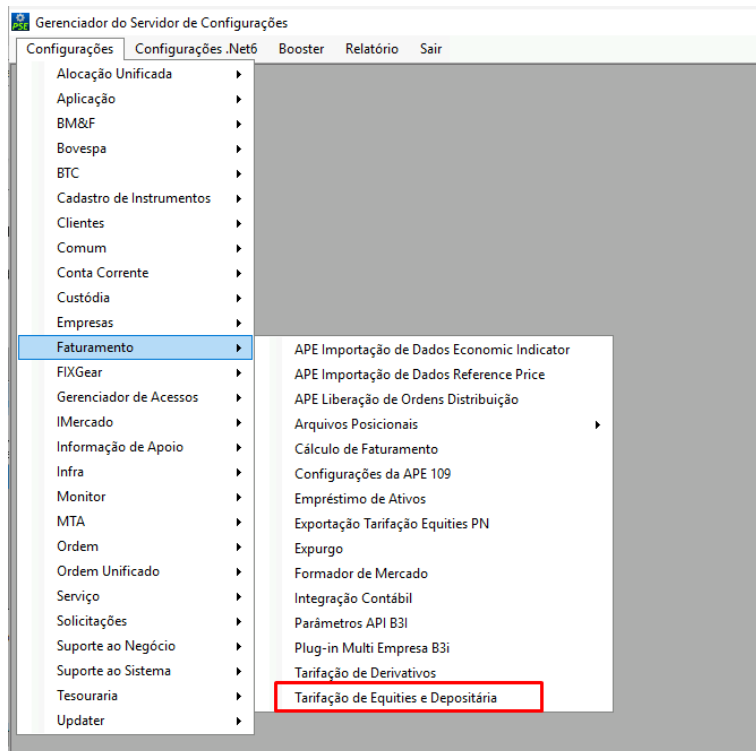 PSE Gerenciador do Servidor de Configurações
Configurações Configurações .Net6 Booster Relatório Sair
Alocação Unificada
Aplicação
BM&F
Bovespa
BTC
Cadastro de Instrumentos
Clientes
Comum
Conta Corrente
Custódia
Empresas
Faturamento
FIXGear
Gerenciador de Acessos
IMercado
Informação de Apoio
Infra
Monitor
MTA
Ordem
Ordem Unificado
Serviço
Solicitações
Suporte ao Negócio
Suporte ao Sistema
Tesouraria
Updater
APE Importação de Dados Economic Indicator
APE Importação de Dados Reference Price
APE Liberação de Ordens Distribuição
Arquivos Posicionais
Cálculo de Faturamento
Configurações da APE 109
Empréstimo de Ativos
Exportação Tarifação Equities PN
Expurgo
Formador de Mercado
Integração Contábil
Parâmetros API B3I
Plug-in Multi Empresa B3i
Tarifação de Derivativos
Tarifação de Equities e Depositária